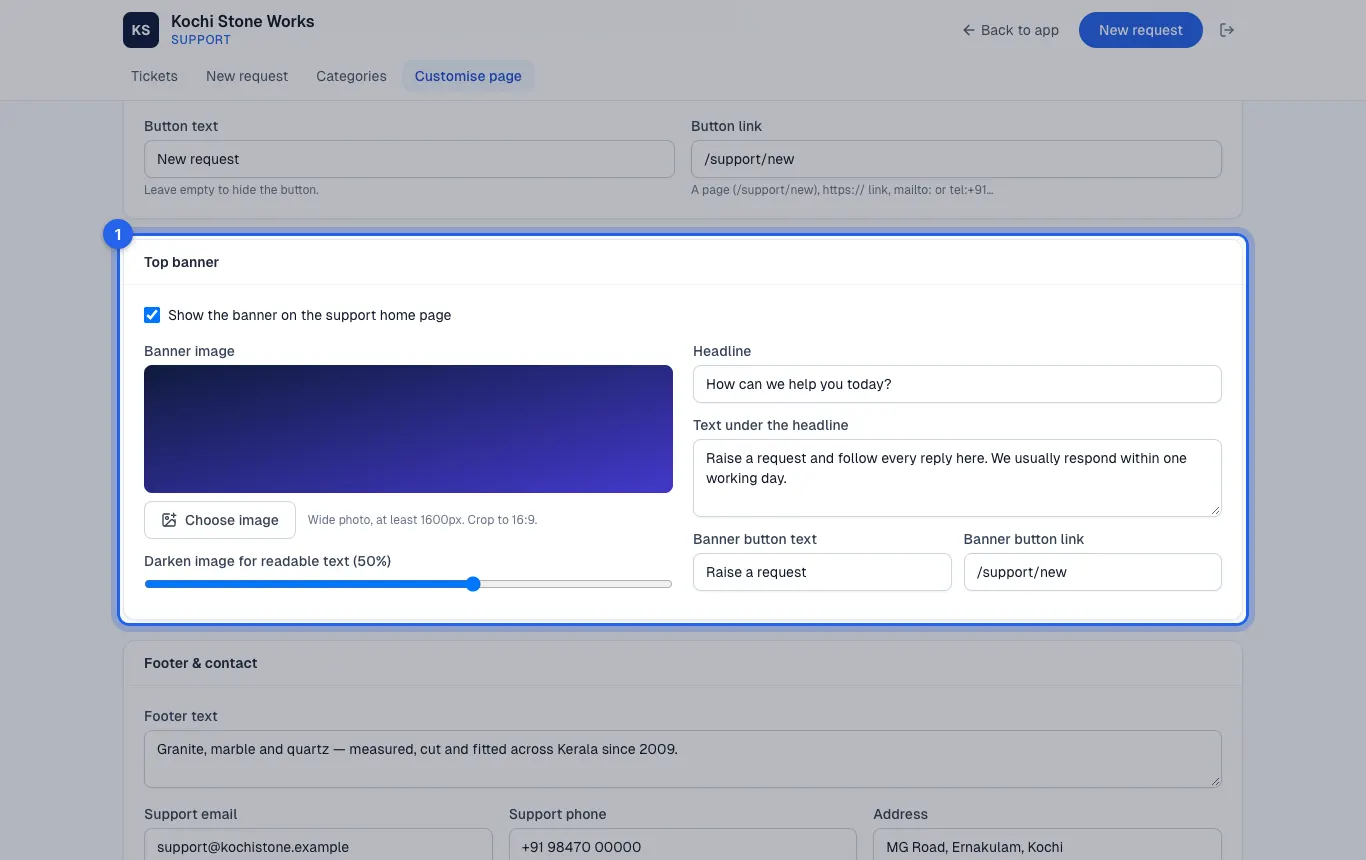 KS
Kochi Stone Works
SUPPORT
Back to app
New request
Tickets
New request
Categories
Customise page
Button text
Button link
New request
/support/new
Leave empty to hide the button.
A page (/support/new), https:// link, mailto: or tel:+91…
1
Top banner
Show the banner on the support home page
Banner image
Headline
How can we help you today?
Text under the headline
Raise a request and follow every reply here. We usually respond within one
working day.
Choose image
Wide photo, at least 1600px. Crop to 16:9.
Banner button text
Banner button link
Darken image for readable text (50%)
Raise a request
/support/new
Footer & contact
Footer text
Granite, marble and quartz — measured, cut and fitted across Kerala since 2009.
Support email
Support phone
Address
support@kochistone.example
+91 98470 00000
MG Road, Ernakulam, Kochi